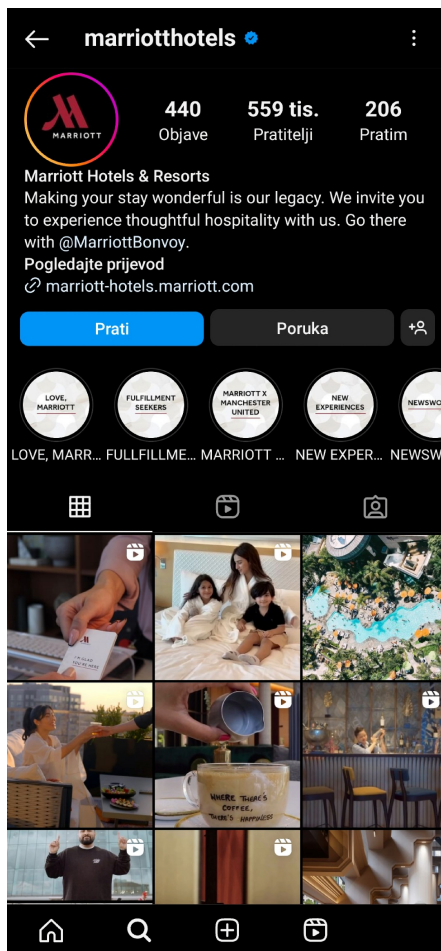 marriotthotels
MARRIOTT
440 559 tis. 206
Objave Pratitelji Pratim
Marriott Hotels & Resorts
Making your stay wonderful is our legacy. We invite you
to experience thoughtful hospitality with us. Go there
with @MarriottBonvoy.
Pogledajte prijevod
marriott-hotels.marriott.com
Prati Poruka
LOVE,
MARRIOTT
FULFILLMENT
SEEKERS
MARRIOTT X
MANCHESTER
UNITED
NEW
EXPERIENCES
NEWSWO
LOVE, MARR... FULLFILLME... MARRIOTT ... NEW EXPER... NEWSW
I'M GLAD
YOU'RE HERE
WHERE THERE'S
COFFEE,
THERE'S HAPPINESS